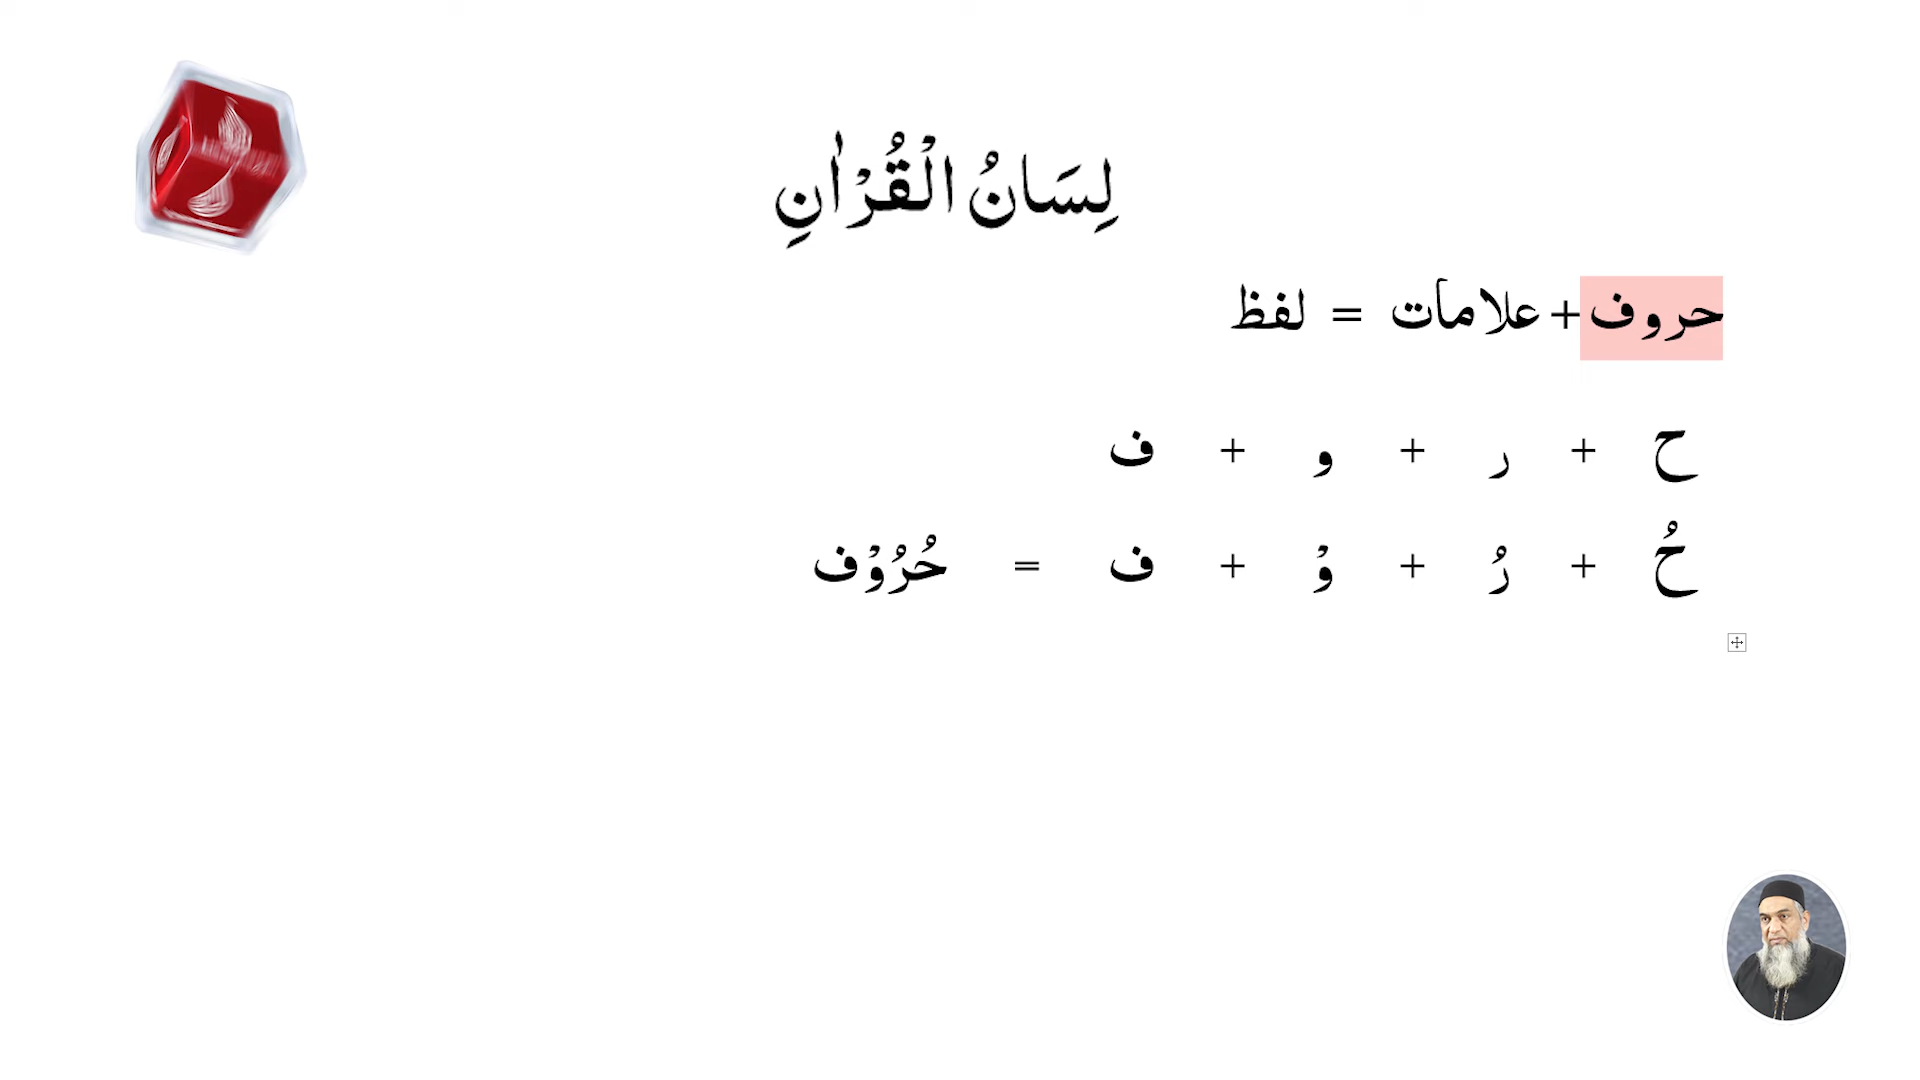 لِسَانُ الْقُرْاٰنِ
حروف + علامات = لفظ
ح + ر + و + ف
حُ + رُ + وْ + ف = حُرُوْف